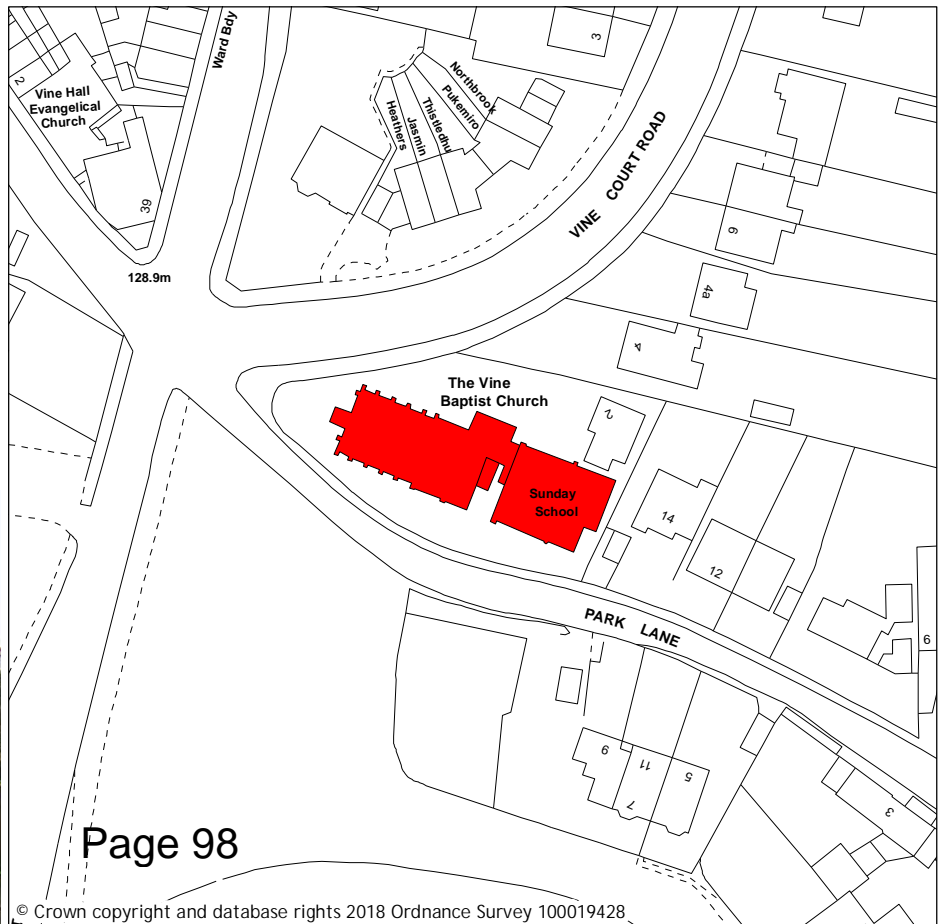 Ward Bdy
2
Vine Hall
Evangelical
Church
39
128.9m
Heathers
Jasmin
Thistledhu
Pukemiro
Northbrook
3
VINE COURT ROAD
6
4a
4
The Vine
Baptist Church
2
Sunday
School
14
12
PARK LANE
6
9
11
7
5
3
Page 98
© Crown copyright and database rights 2018 Ordnance Survey 100019428